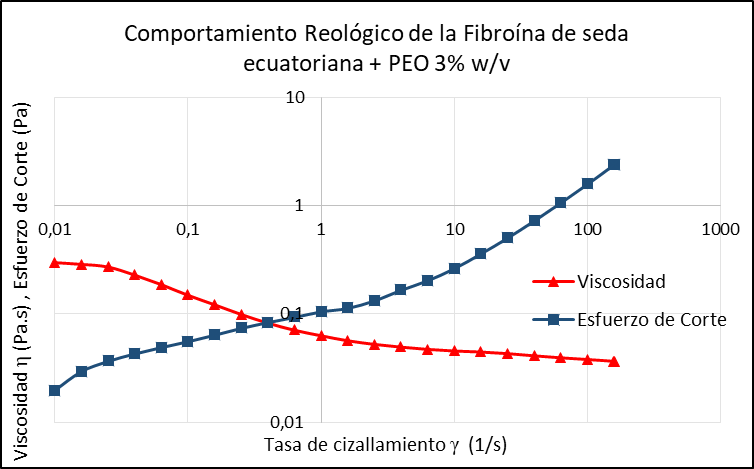 Comportamiento Reológico de la Fibroína de seda
ecuatoriana + PEO 3% w/v
Viscosidad η (Pa.s) , Esfuerzo de Corte (Pa)
10
1
0,01 0,1 1 10 100 1000
0,1
Viscosidad
Esfuerzo de Corte
0,01
Tasa de cizallamiento γ (1/s)